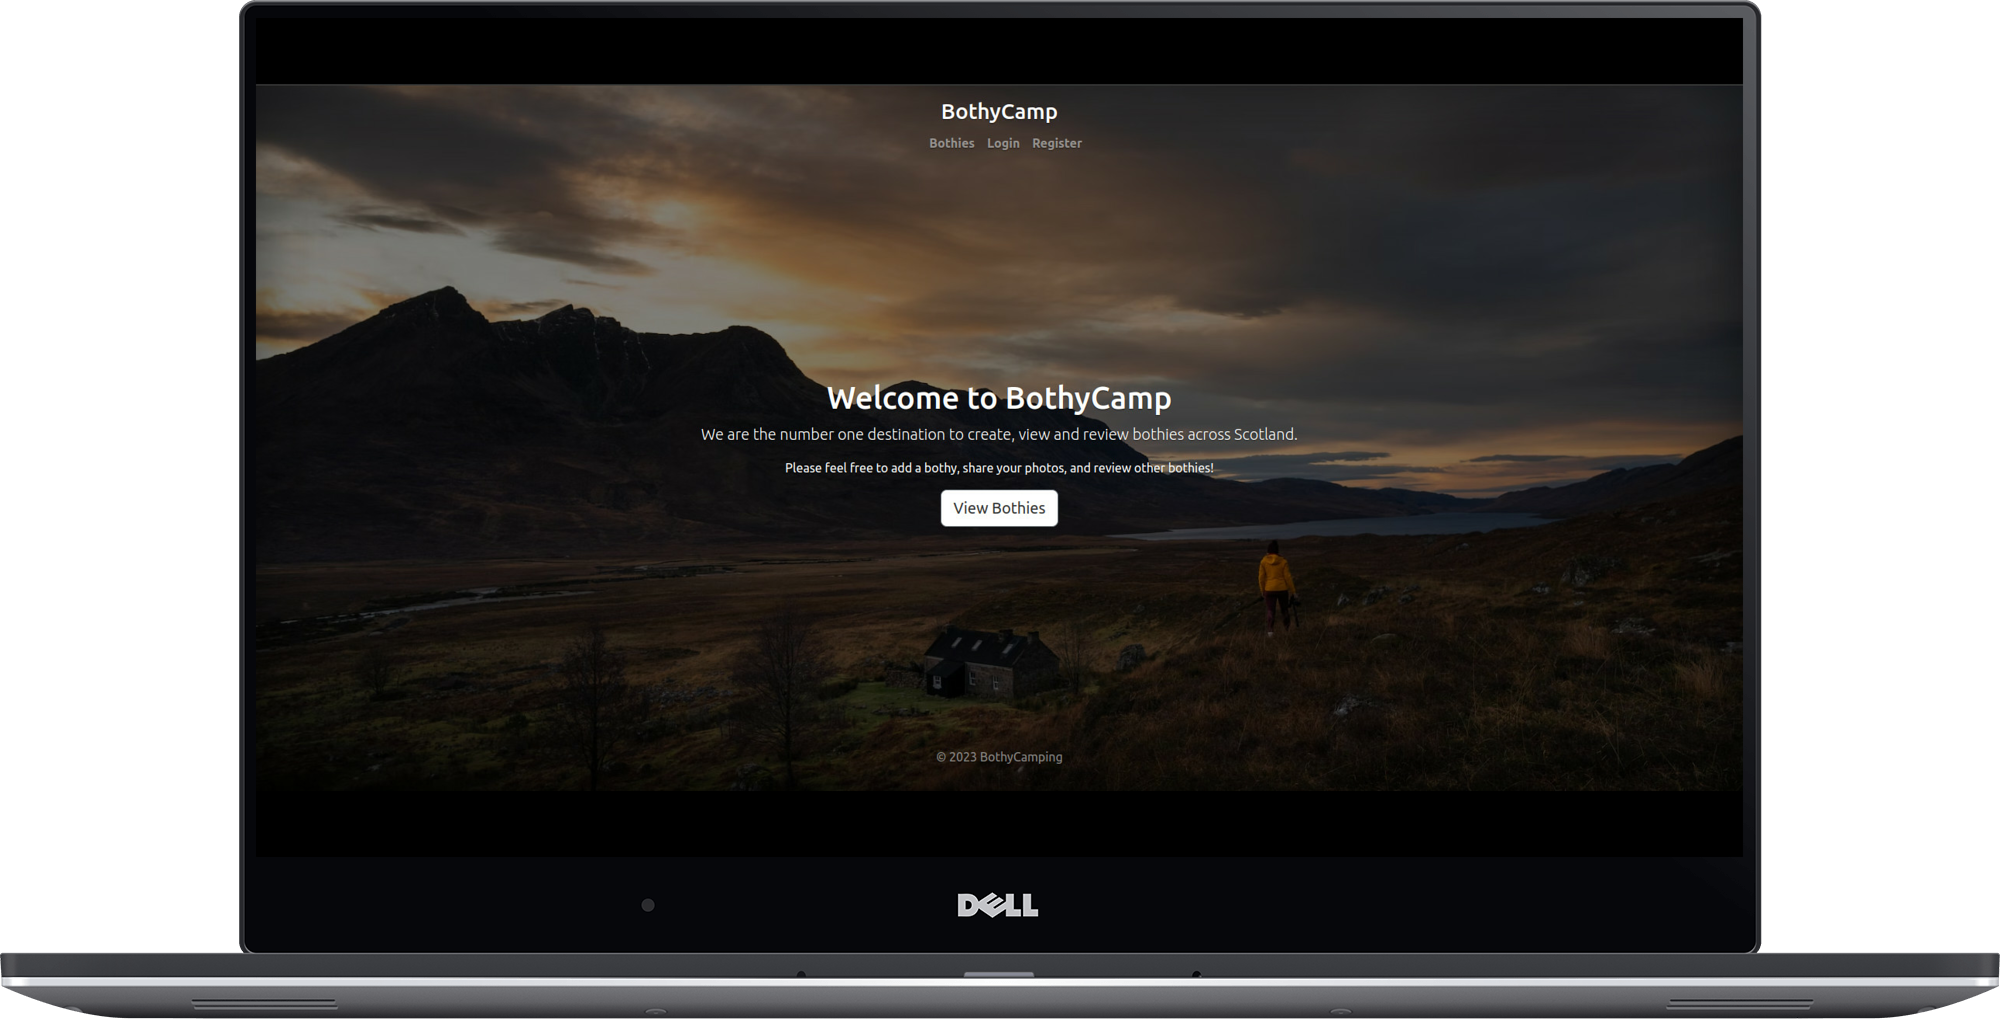 BothyCamp
Bothies Login Register
Welcome to BothyCamp
We are the number one destination to create, view and review bothies across Scotland.
Please feel free to add a bothy, share your photos, and review other bothies!
View Bothies
© 2023 BothyCamping
DELL